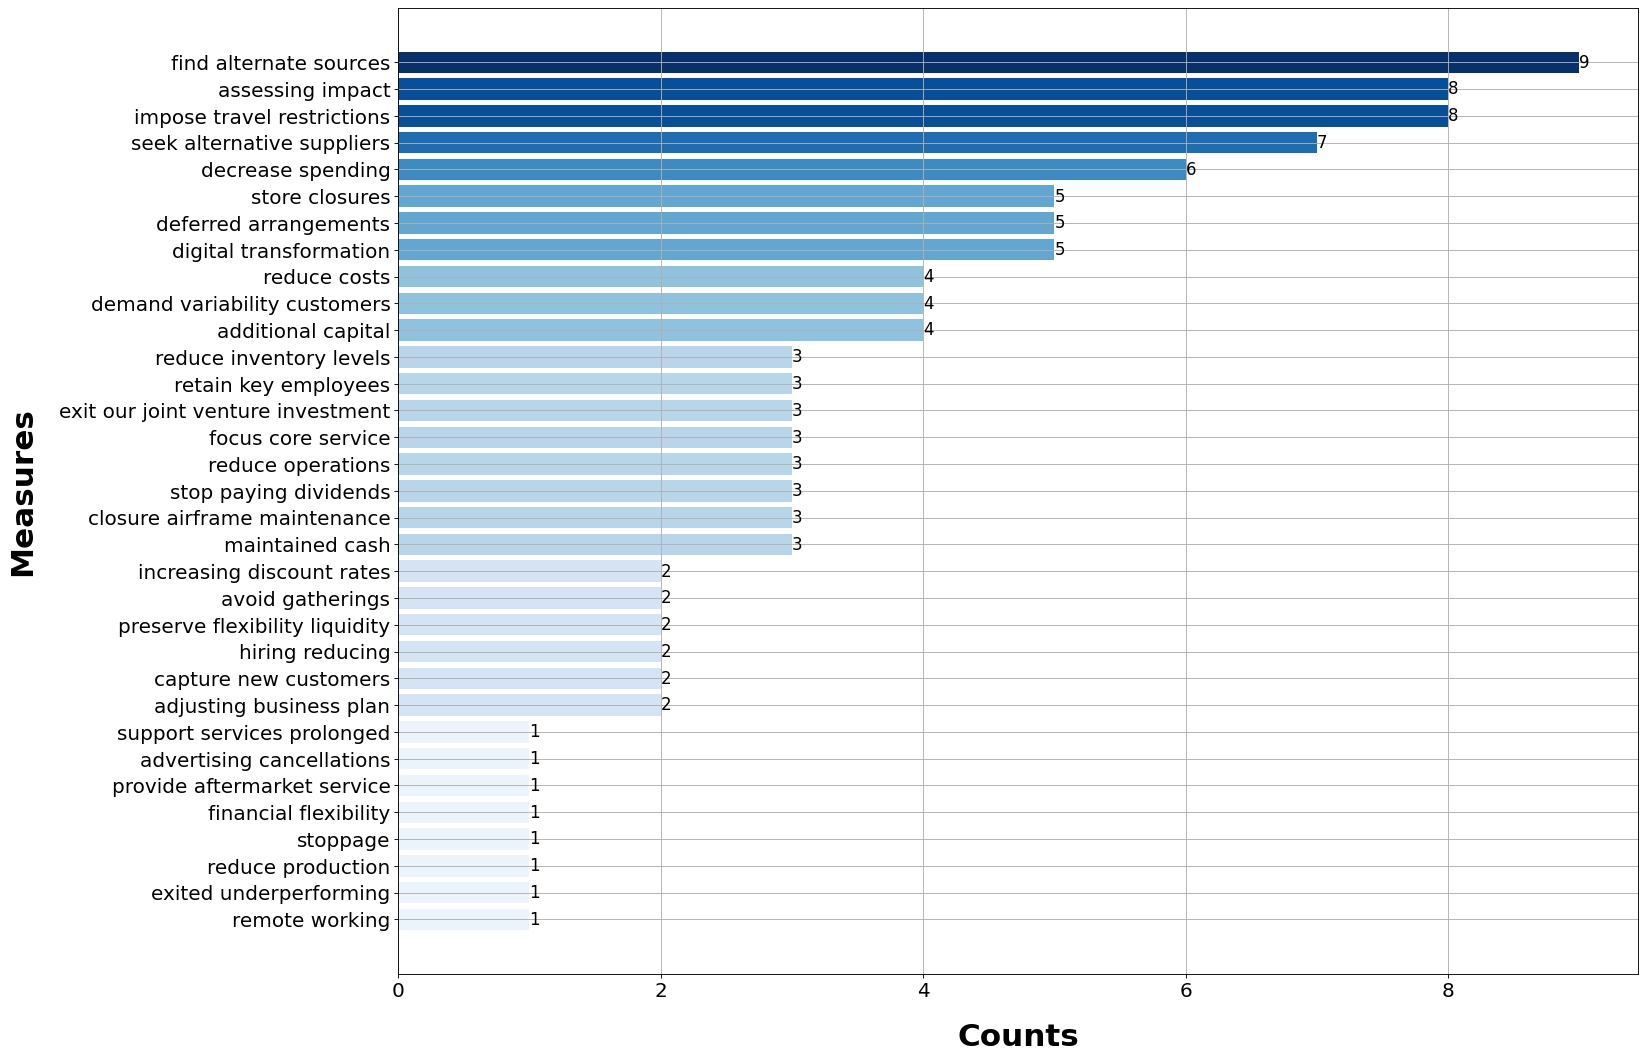 find alternate sources 9
assessing impact 8
impose travel restrictions 8
seek alternative suppliers 7
decrease spending 6
store closures 5
deferred arrangements 5
digital transformation 5
reduce costs 4
demand variability customers 4
additional capital 4
reduce inventory levels 3
retain key employees 3
exit our joint venture investment 3
focus core service 3
reduce operations 3
stop paying dividends 3
closure airframe maintenance 3
maintained cash 3
increasing discount rates 2
avoid gatherings 2
preserve flexibility liquidity 2
hiring reducing 2
capture new customers 2
adjusting business plan 2
support services prolonged 1
advertising cancellations 1
provide aftermarket service 1
financial flexibility 1
stoppage 1
reduce production 1
exited underperforming 1
remote working 1
Measures
0 2 4 6 8
Counts